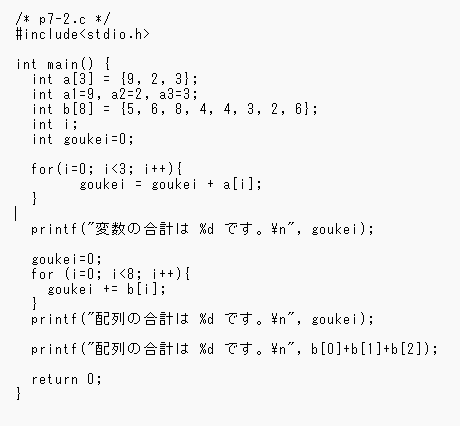 /* p7-2.c */
#include<stdio.h>
int main() {
int a[3] = {9, 2, 3};
int a1=9, a2=2, a3=3;
int b[8] = {5, 6, 8, 4, 4, 3, 2, 6};
int i;
int goukei=0;
for(i=0; i<3; i++){
goukei = goukei + a[i];
}
printf("変数の合計は %d です。¥n", goukei);
goukei=0;
for (i=0; i<8; i++){
goukei += b[i];
}
printf("配列の合計は %d です。¥n", goukei);
printf("配列の合計は %d です。¥n", b[0]+b[1]+b[2]);
return 0;
}